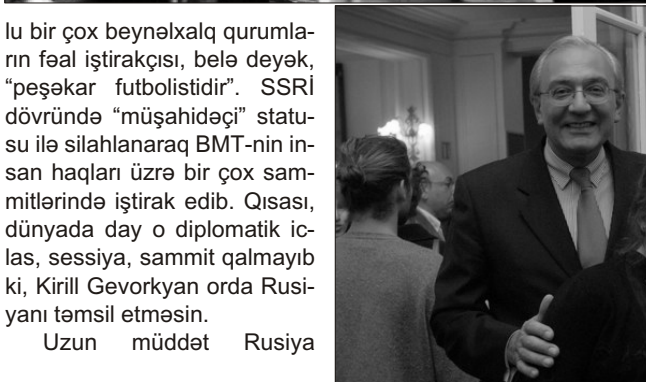 lu bir çox beynəlxalq qurumla-
rın fəal iştirakçısı, belə deyək,
“peşəkar futbolistidir”. SSRİ
dövründə “müşahidəçi” statu-
su ilə silahlanaraq BMT-nin in-
san haqları üzrə bir çox sam-
mitlərində iştirak edib. Qısası,
dünyada day o diplomatik ic-
las, sessiya, sammit qalmayıb
ki, Kirill Gevorkyan orda Rusi-
yanı təmsil etməsin.
Uzun müddət Rusiya